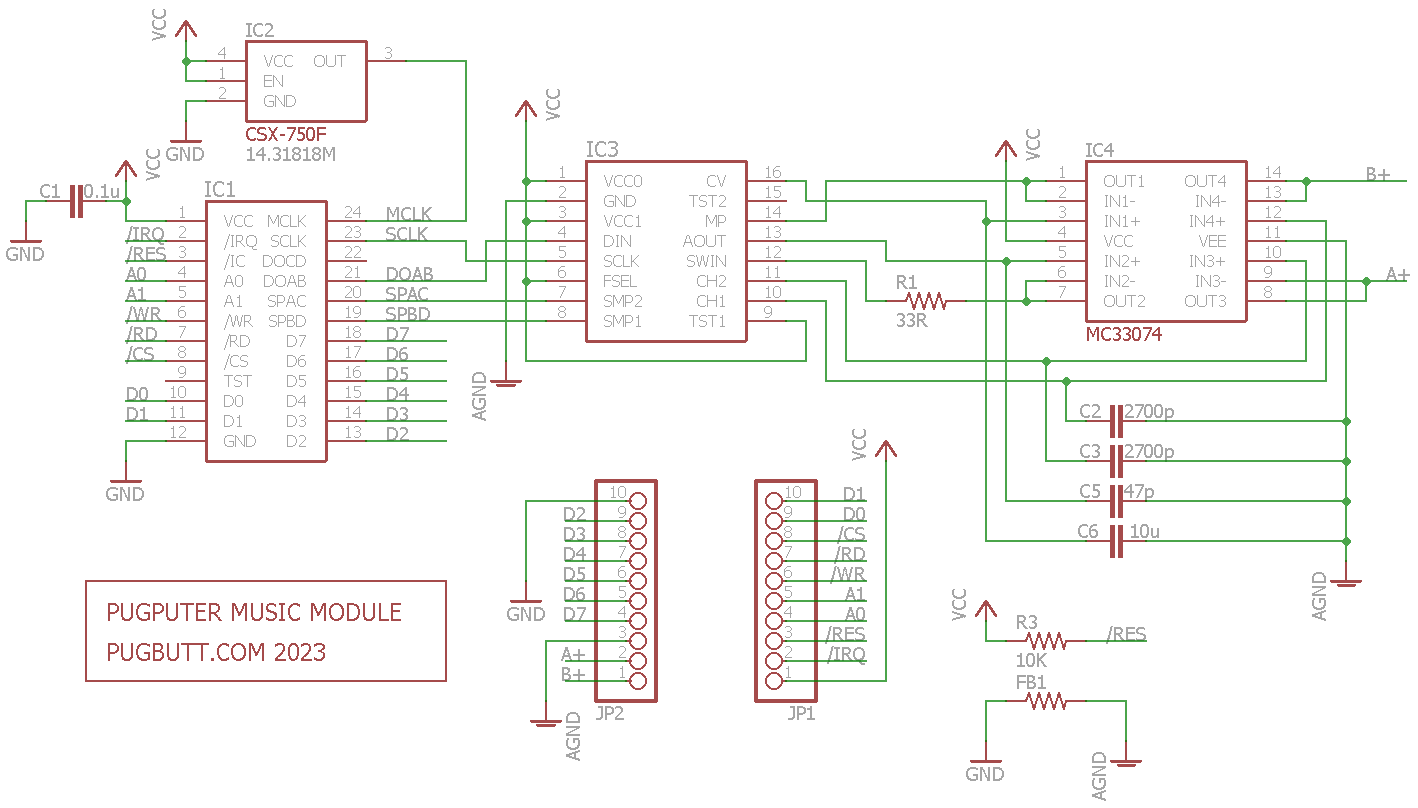 VCC
IC2
4 VCC OUT 3
1 EN
2 GND
CSX-750F
14.31818M
GND
VCC
C1 0.1u
GND
IC1
1 VCC MCLK 24 MCLK
/IRQ 2 /IRQ SCLK 23 SCLK
/RES 3 /IC DOCD 22
A0 4 A0 DOAB 21 DOAB
A1 5 A1 SPAC 20 SPAC
/WR 6 /WR SPBD 19 SPBD
/RD 7 /RD D7 18 D7
/CS 8 /CS D6 17 D6
9 TST D5 16 D5
D0 10 D0 D4 15 D4
D1 11 D1 D3 14 D3
12 GND D2 13 D2
GND
VCC
IC3
1 VCC0 CV 16
2 GND TST2 15
3 VCC1 MP 14
4 DIN AOUT 13
5 SCLK SWIN 12
6 FSEL CH2 11
7 SMP2 CH1 10
8 SMP1 TST1 9
AGND
R1
33R
VCC
IC4
1 OUT1 OUT4 14 B+
2 IN1- IN4- 13
3 IN1+ IN4+ 12
4 VCC VEE 11
5 IN2+ IN3+ 10
6 IN2- IN3- 9 A+
7 OUT2 OUT3 8
MC33074
C2 2700p
C3 2700p
C5 47p
C6 10u
AGND
10
D2 9
D3 8
D4 7
D5 6
D6 5
D7 4
3
A+ 2
B+ 1
JP2
GND
AGND
VCC
10 D1
9 D0
8 /CS
7 /RD
6 /WR
5 A1
4 A0
3 /RES
2 /IRQ
1
JP1
VCC
R3 /RES
10K
FB1
GND
AGND
PUGPUTER MUSIC MODULE
PUGBUTT.COM 2023